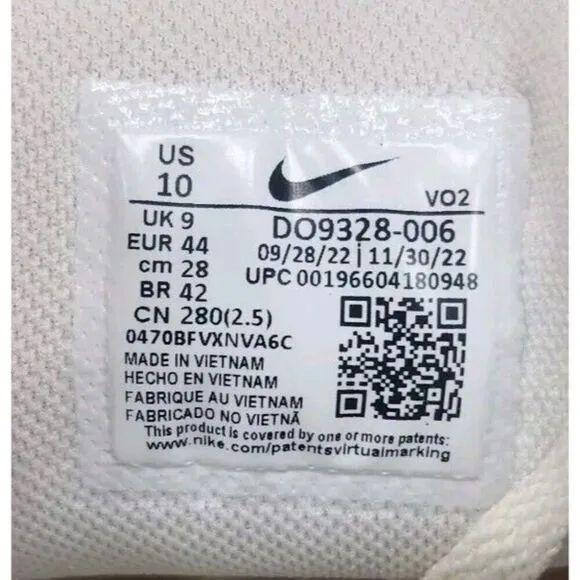 US
10
VO2
UK 9
EUR 44
cm 28
BR 42
CN 280(2.5)
DO9328-006
09/28/22 | 11/30/22
UPC 00196604180948
0470BFVXNVA6C
MADE IN VIETNAM
HECHO EN VIETNAM
FABRIQUE AU VIETNAM
FABRICADO NO VIETNÃ
This product is covered by one or more patents:
www.nike.com/patentsvirtualmarking